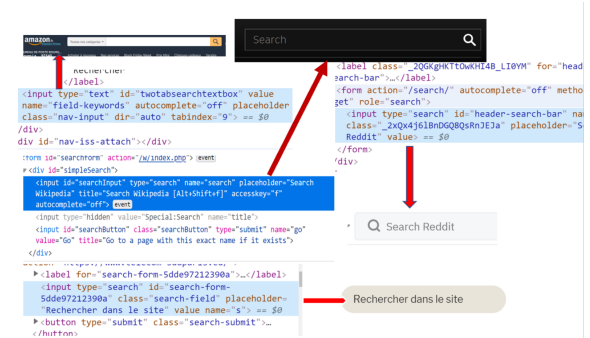 amazon
Search
Rechercher
</label>
<input type="text" id="twotabsearchtextbox" value
name="field-keywords" autocomplete="off" placeholder
class="nav-input" dir="auto" tabindex="9"> == $0
/div>
div id="nav-iss-attach"></div>
<label class="_2QGKgHKTtOwKHI4B_LI0YM" for="head
earch-bar">…</label>
<form action="/search/" autocomplete="off" metho
get" role="search">
<input type="search" id="header-search-bar" nam
class="_2xQx4j6lBnDGQ8QsRnJEJa" placeholder="S
Reddit" value> == $0
</form>
/div>
:form id="searchform" action="/w/index.php"> event
▾<div id="simpleSearch">
<input id="searchInput" type="search" name="search" placeholder="Search
Wikipedia" title="Search Wikipedia [Alt+Shift+f]" accesskey="f"
autocomplete="off"> event
<input type="hidden" value="Special:Search" name="title">
<input id="searchButton" class="searchButton" type="submit" name="go"
value="Go" title="Go to a page with this exact name if it exists">
</div>
Search Reddit
▶<label for="search-form-5dde97212390a">…</label>
<input type="search" id="search-form-
5dde97212390a" class="search-field" placeholder=
"Rechercher dans le site" value name="s"> == $0
▶<button type="submit" class="search-submit">…
</button>
Rechercher dans le site